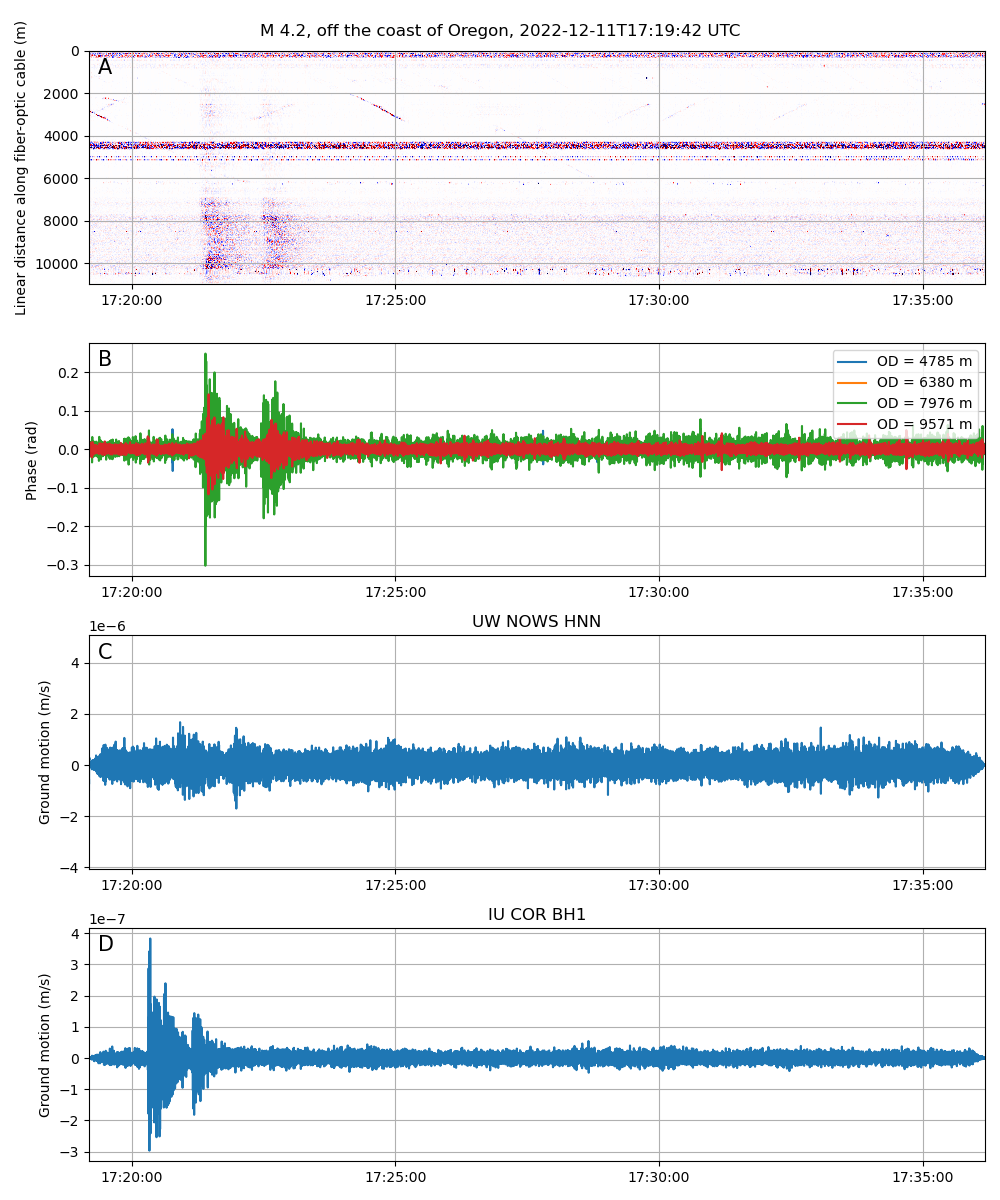 M 4.2, off the coast of Oregon, 2022-12-11T17:19:42 UTC
Linear distance along fiber-optic cable (m)
A
0
2000
4000
6000
8000
10000
17:20:00 17:25:00 17:30:00 17:35:00
B
Phase (rad)
0.2
0.1
0.0
−0.1
−0.2
−0.3
OD = 4785 m
OD = 6380 m
OD = 7976 m
OD = 9571 m
17:20:00 17:25:00 17:30:00 17:35:00
UW NOWS HNN
1e−6
C
Ground motion (m/s)
4
2
0
−2
−4
17:20:00 17:25:00 17:30:00 17:35:00
IU COR BH1
1e−7
D
Ground motion (m/s)
4
3
2
1
0
−1
−2
−3
17:20:00 17:25:00 17:30:00 17:35:00